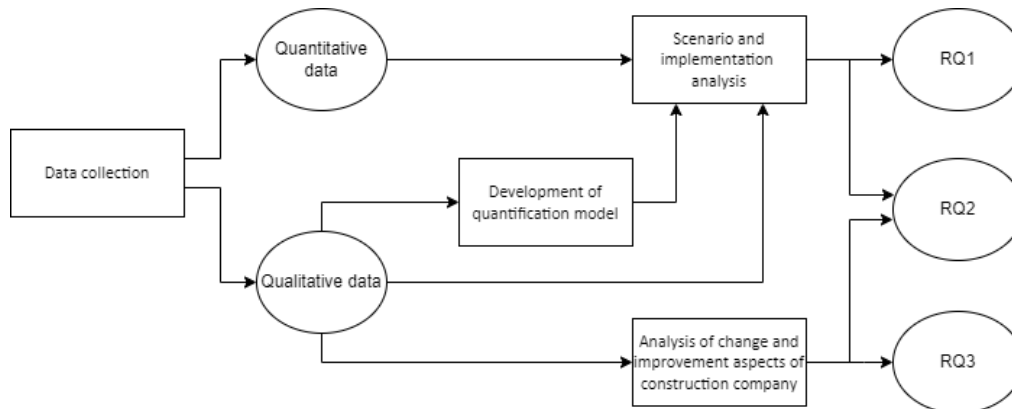 Quantitative
data
Scenario and
implementation
analysis
RQ1
Data collection
Development of
quantification model
RQ2
Qualitative data
Analysis of change and
improvement aspects of
construction company
RQ3